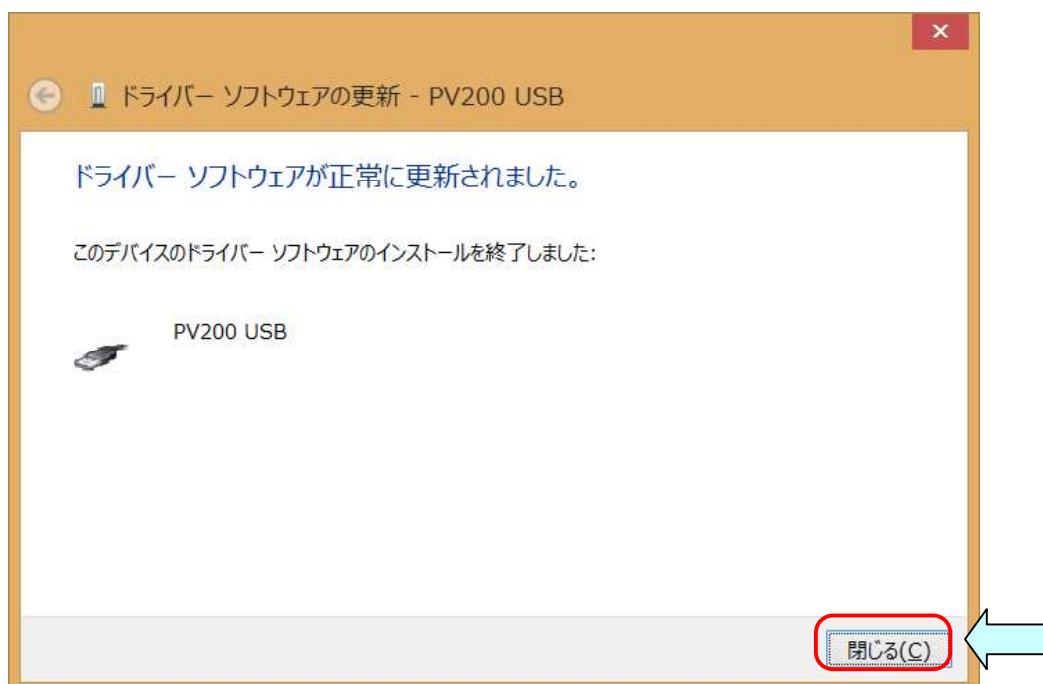 ドライバー ソフトウェアの更新 - PV200 USB
ドライバー ソフトウェアが正常に更新されました。
このデバイスのドライバー ソフトウェアのインストールを終了しました:
PV200 USB
閉じる(C)